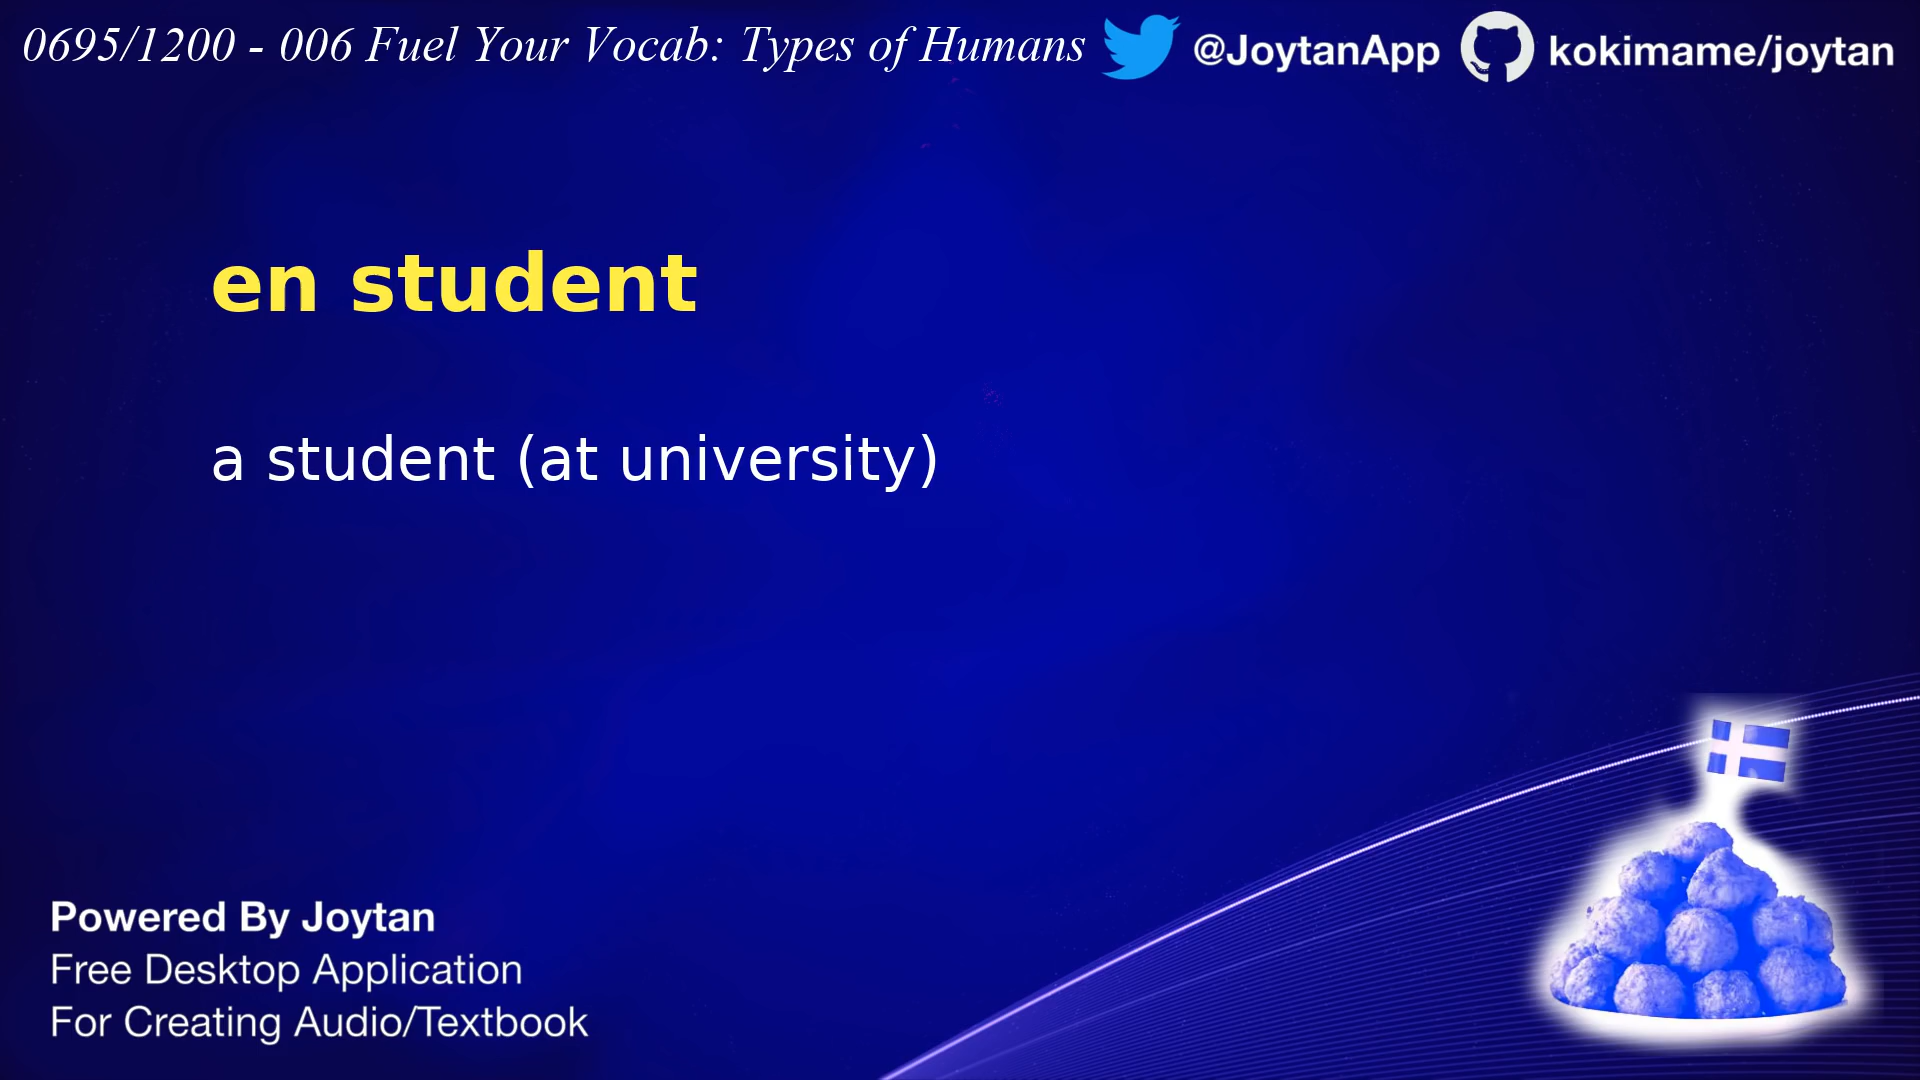 0695/1200 - 006 Fuel Your Vocab: Types of Humans @JoytanApp kokimame/joytan
en student
a student (at university)
Powered By Joytan
Free Desktop Application
For Creating Audio/Textbook